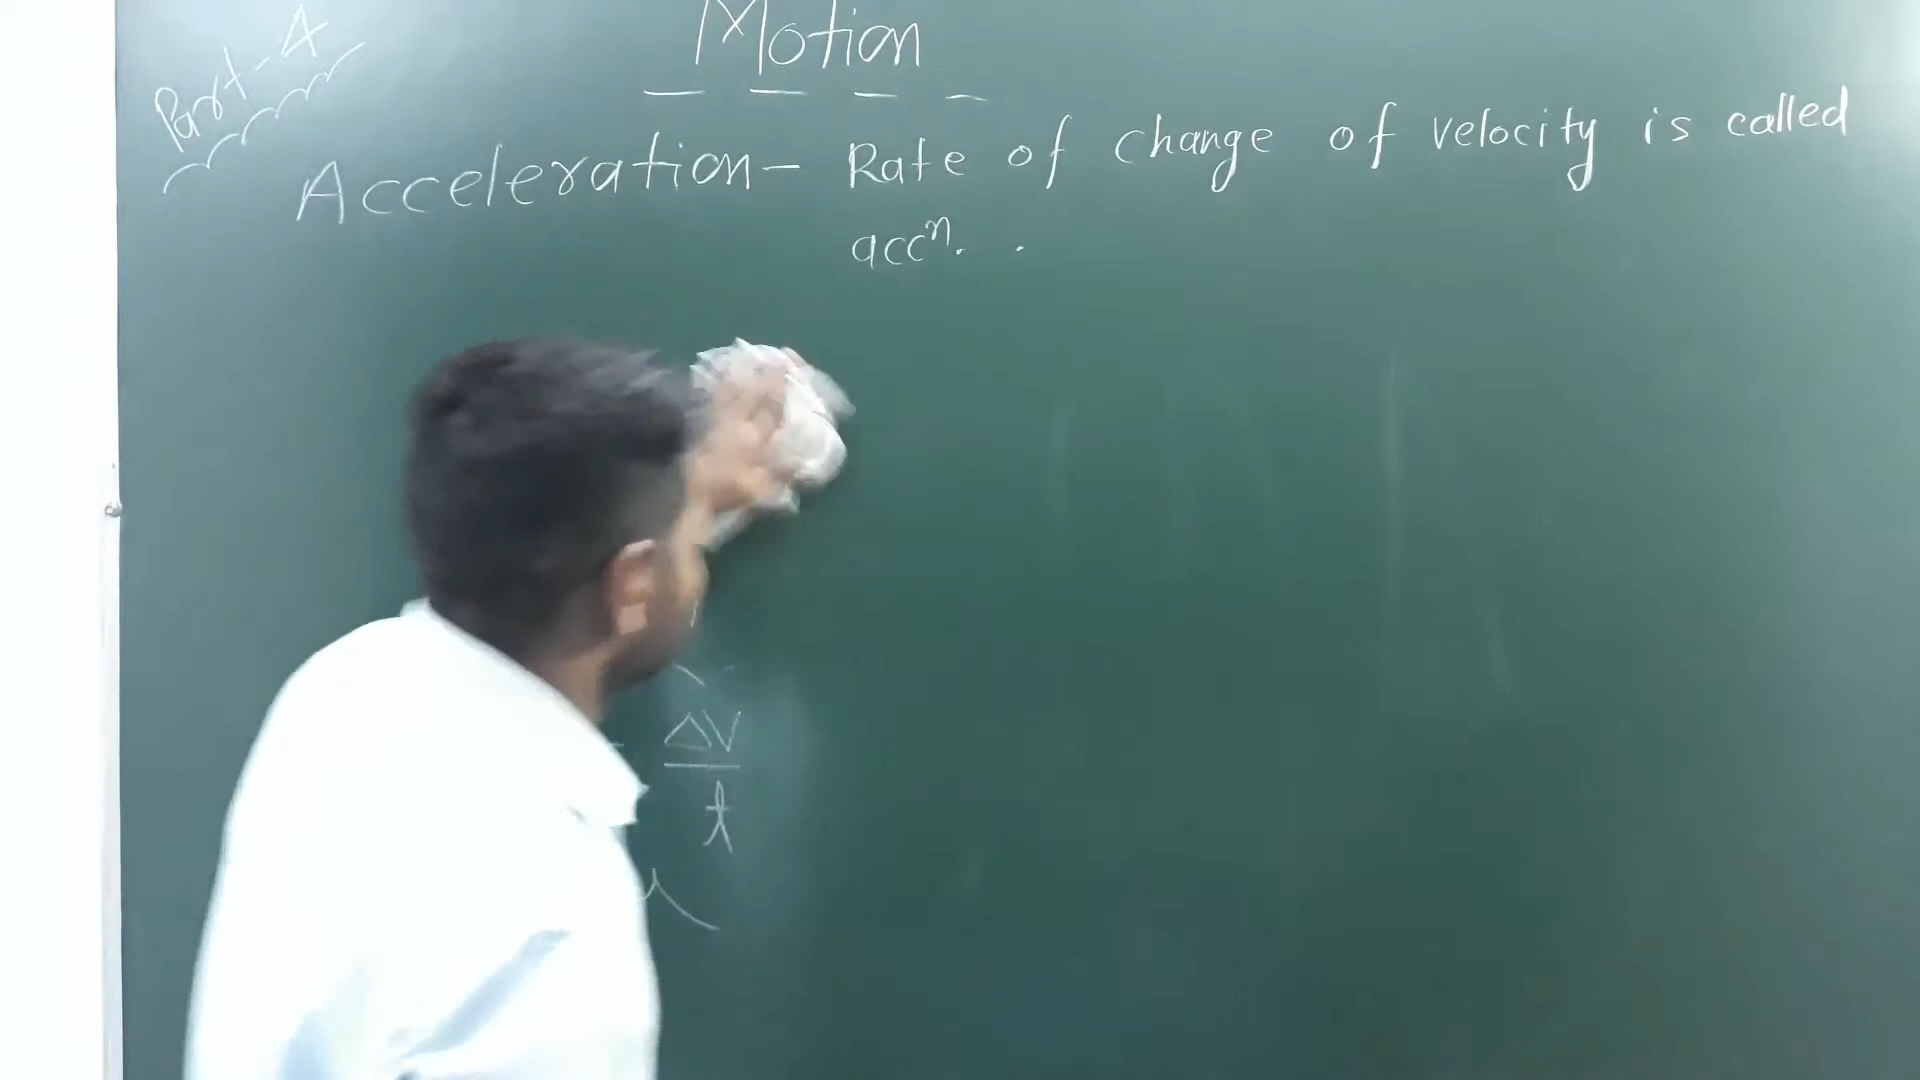 Part-4
Motion
Acceleration- Rate of change of velocity is called
accⁿ.
ΔV
t